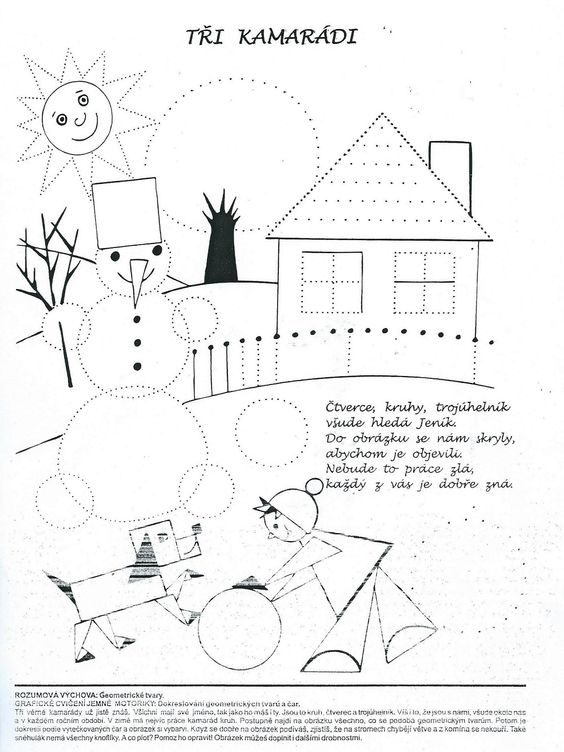 TŘI KAMARÁDI
Čtverce, kruhy, trojúhelník
všude hledá Jeník.
Do obrázku se nám skryly,
abychom je objevili.
Nebude to práce zlá,
každý z vás je dobře zná.
ROZUMOVÁ VÝCHOVA: Geometrické tvary.
GRAFICKÉ CVIČENÍ JEMNÉ MOTORIKY: Dokreslování geometrických tvarů a čar.
Tři věrné kamarády už jistě znáš. Všichni mají své jméno, tak jako ho máš i ty. Jsou to kruh, čtverec a trojúhelník. Víš i to, že jsou s námi, všude okolo nás
a v každém ročním období. V zimě má nejvíc práce kamarád kruh. Postupně najdi na obrázku všechno, co se podobá geometrickým tvarům. Potom je
dokresli podle vytečkovaných čar a obrázek si vybarvi. Když se dobře na obrázek podíváš, zjistíš, že na stromech chybějí větve a z komína se nekouří. Také
sněhulák nemá všechny knoflíky. A co plot? Pomoz ho opravit! Obrázek můžeš doplnit i dalšími drobnostmi.